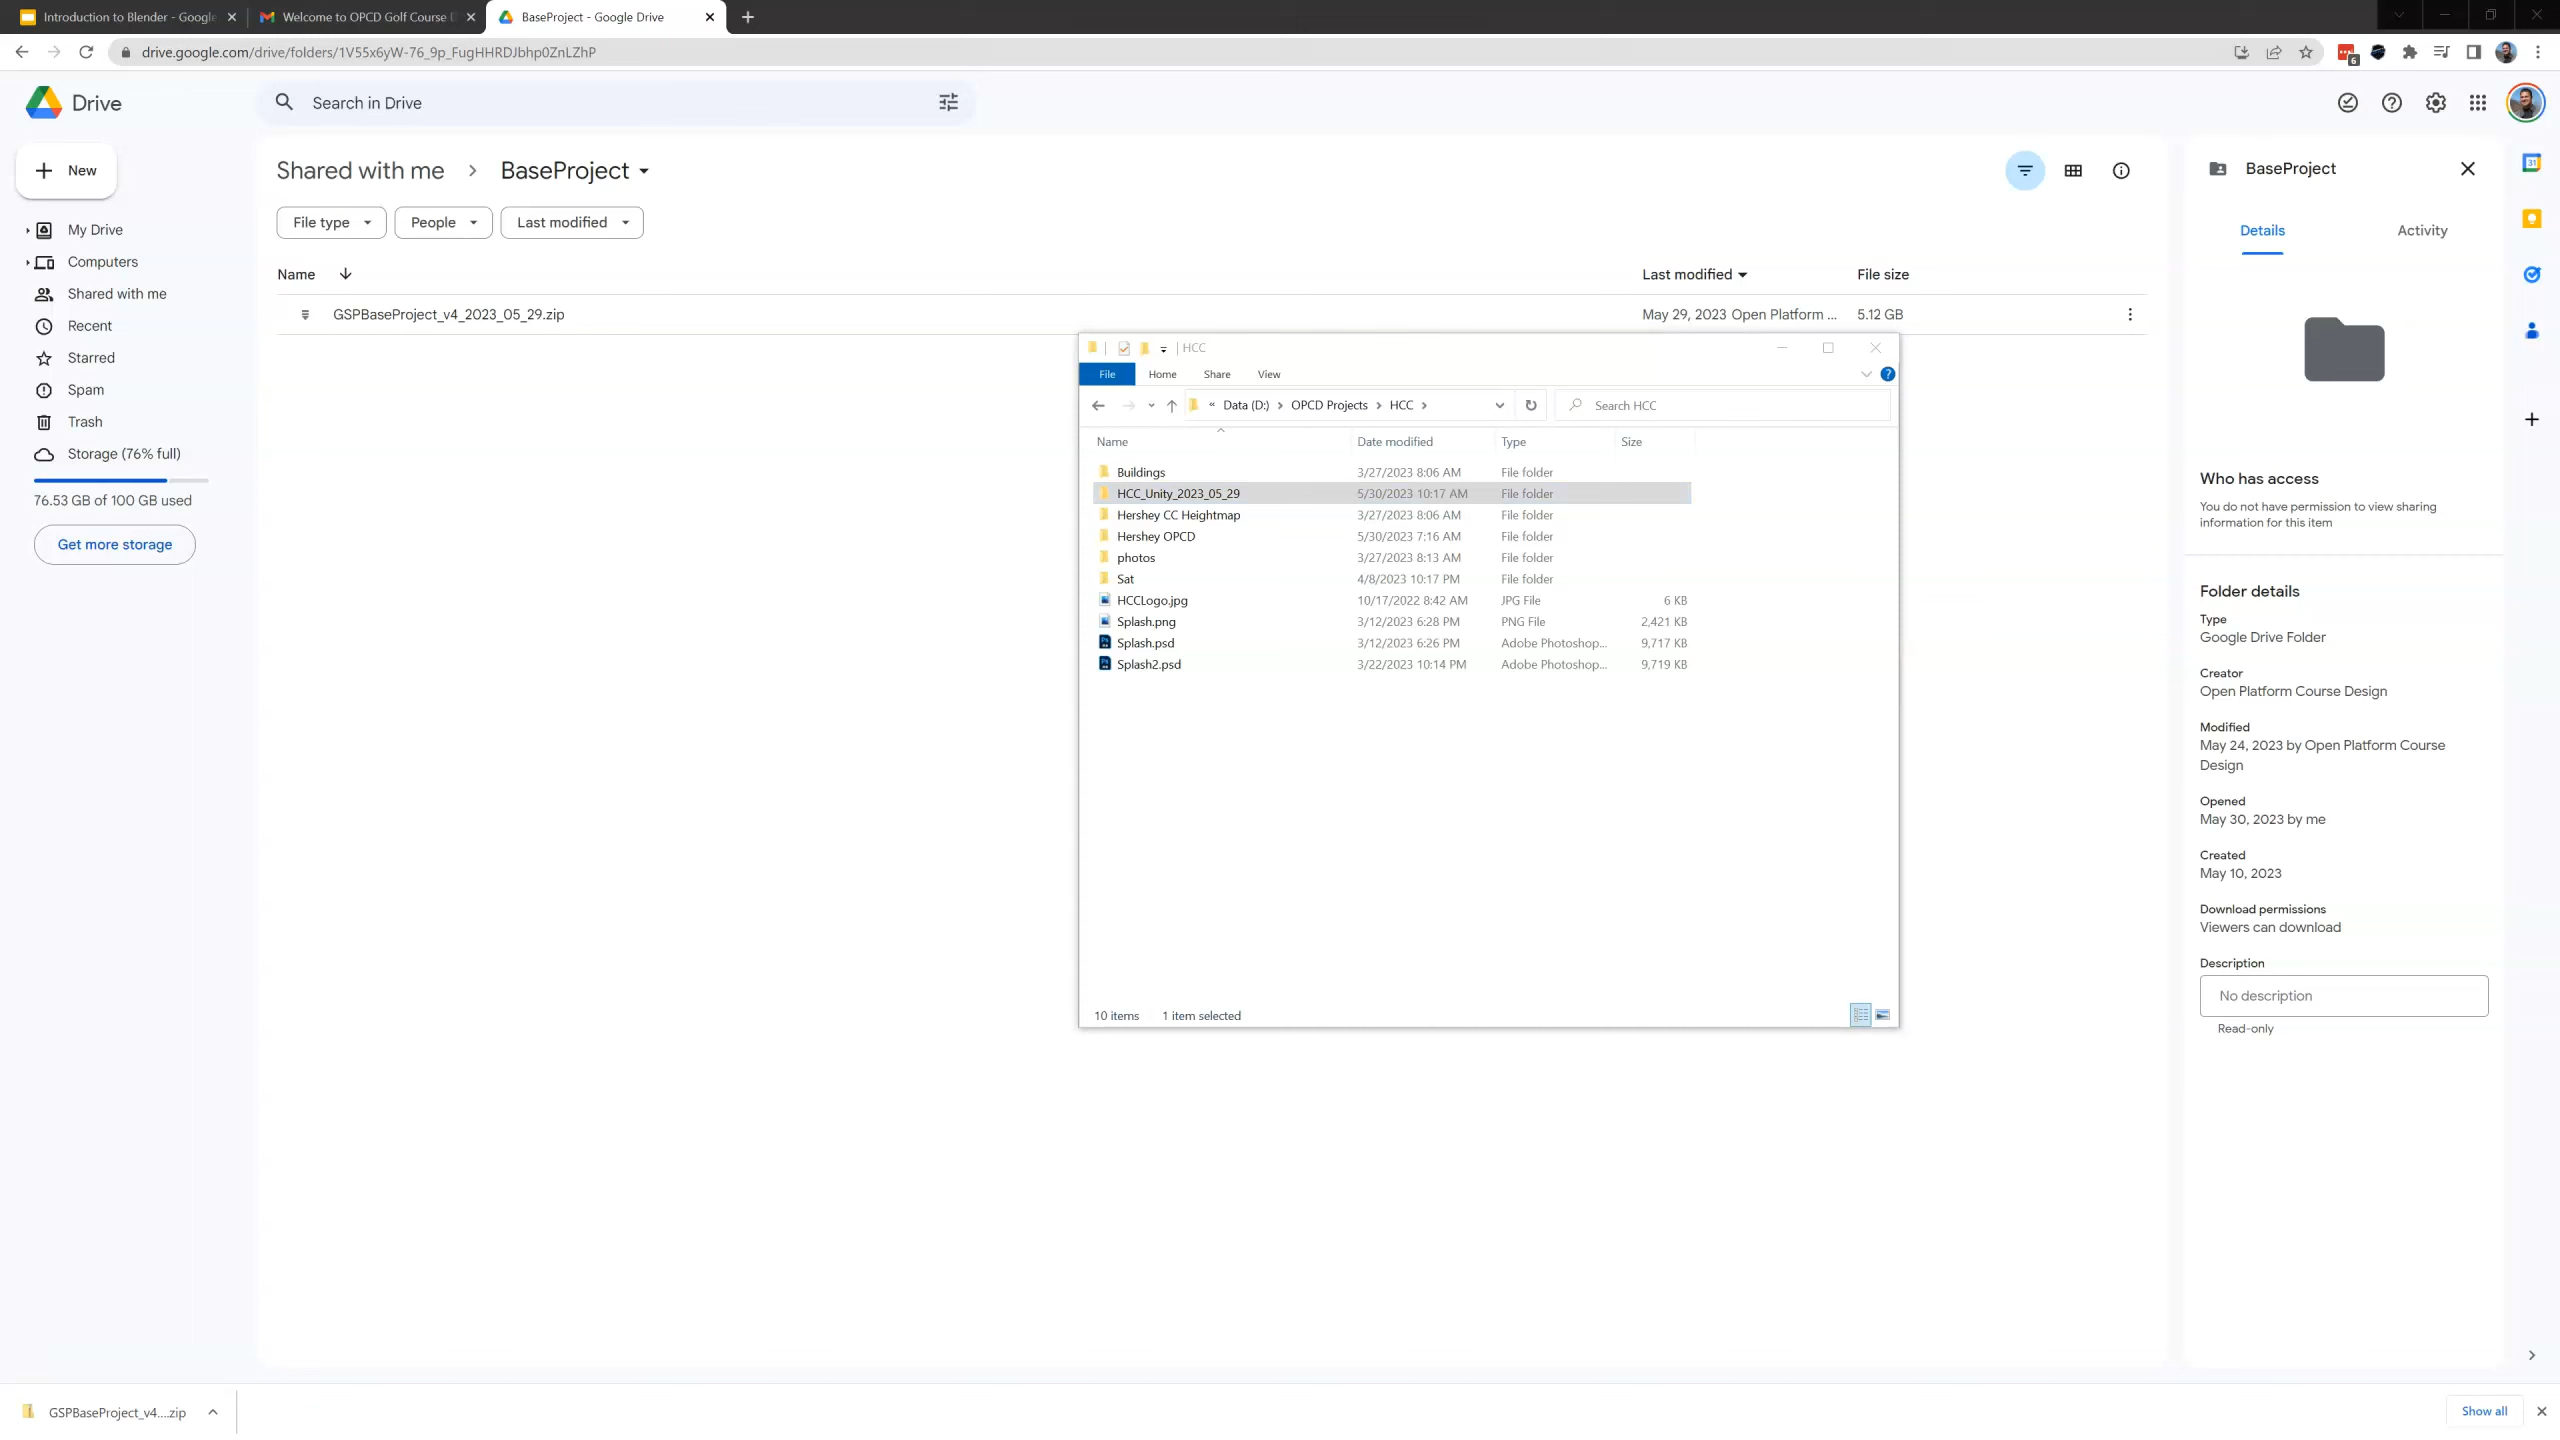 Introduction to Blender - Google
Welcome to OPCD Golf Course D
BaseProject - Google Drive
drive.google.com/drive/folders/1V55x6yW-76_9p_FugHHRDJbhp0ZnLZhP
6
Drive
Search in Drive
New
My Drive
Computers
Shared with me
Recent
Starred
Spam
Trash
Storage (76% full)
76.53 GB of 100 GB used
Get more storage
Shared with me
BaseProject
File type
People
Last modified
Name
Last modified
File size
GSPBaseProject_v4_2023_05_29.zip
May 29, 2023 Open Platform ...
5.12 GB
HCC
File
Home
Share
View
?
« Data (D:) > OPCD Projects > HCC >
Search HCC
Name Date modified Type Size
Buildings 3/27/2023 8:06 AM File folder
HCC_Unity_2023_05_29 5/30/2023 10:17 AM File folder
Hershey CC Heightmap 3/27/2023 8:06 AM File folder
Hershey OPCD 5/30/2023 7:16 AM File folder
photos 3/27/2023 8:13 AM File folder
Sat 4/8/2023 10:17 PM File folder
HCCLogo.jpg 10/17/2022 8:42 AM JPG File 6 KB
Splash.png 3/12/2023 6:28 PM PNG File 2,421 KB
Splash.psd 3/12/2023 6:26 PM Adobe Photoshop... 9,717 KB
Splash2.psd 3/22/2023 10:14 PM Adobe Photoshop... 9,719 KB
10 items 1 item selected
BaseProject
Details
Activity
Who has access
You do not have permission to view sharing
information for this item
Folder details
Type
Google Drive Folder
Creator
Open Platform Course Design
Modified
May 24, 2023 by Open Platform Course
Design
Opened
May 30, 2023 by me
Created
May 10, 2023
Download permissions
Viewers can download
Description
No description
Read-only
31
GSPBaseProject_v4....zip
Show all